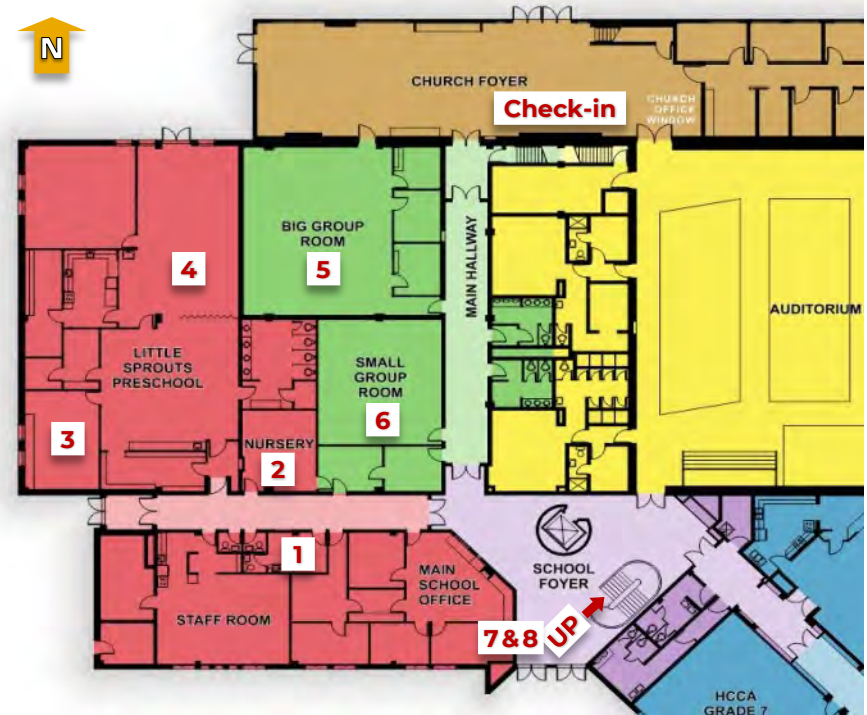 N
CHURCH FOYER
Check-in
CHURCH
OFFICE
WINDOW
BIG GROUP
ROOM
5
4
MAIN HALLWAY
AUDITORIUM
LITTLE
SPROUTS
PRESCHOOL
SMALL
GROUP
ROOM
6
3
NURSERY
2
1
MAIN
SCHOOL
OFFICE
STAFF ROOM
SCHOOL
FOYER
7&8
UP
HCCA
GRADE 7